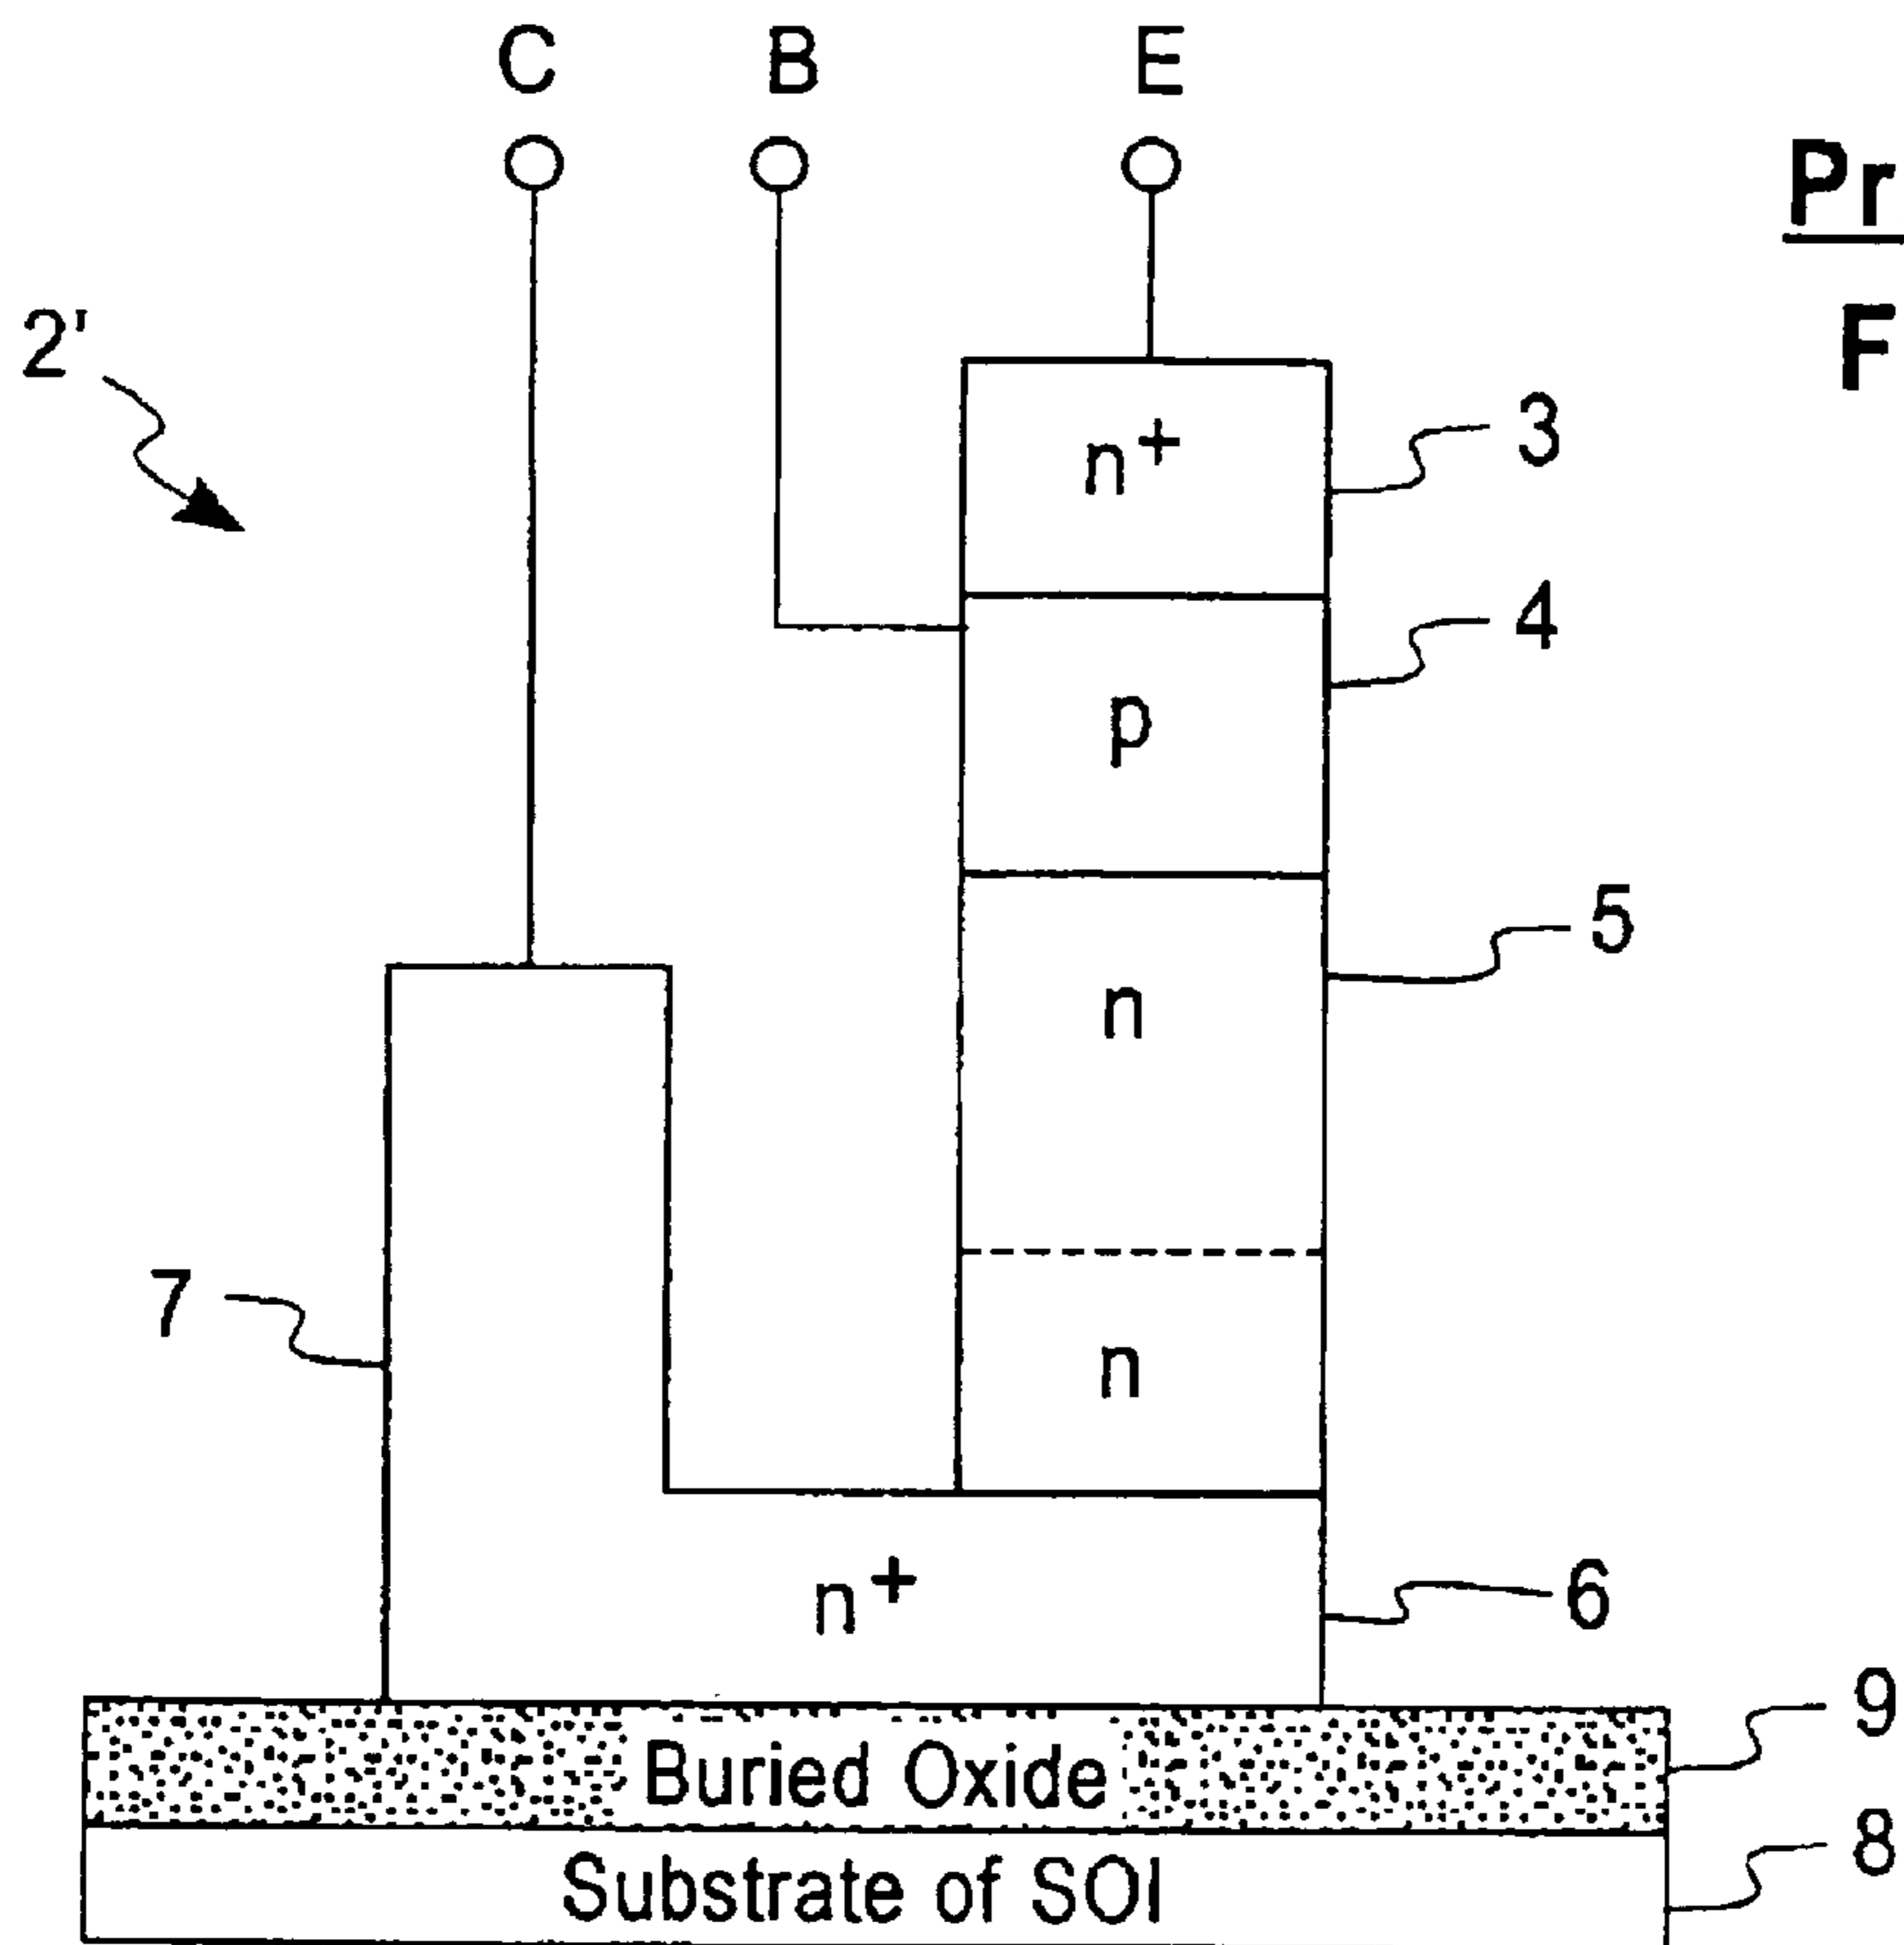 C B E
Pr
F
2'
n+
3
4
p
5
n
7
n
n+
6
9
Buried Oxide
8
Substrate of SOI